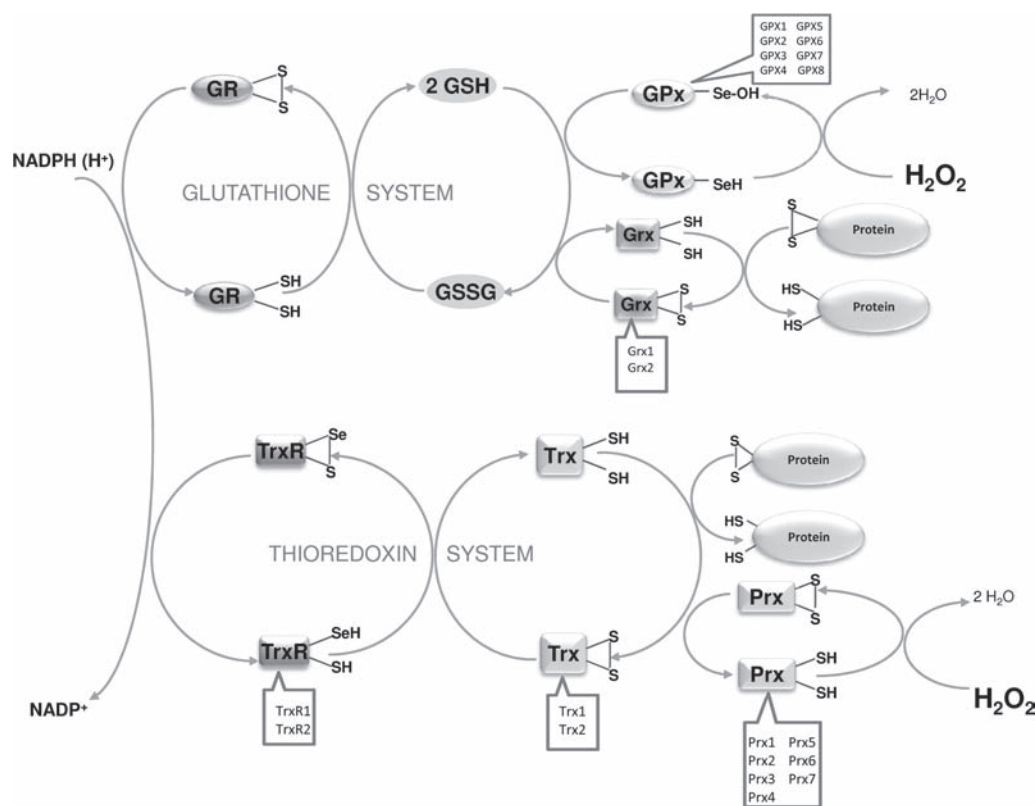 GPX1 GPX5
GPX2 GPX6
GPX3 GPX7
GPX4 GPX8
GR
S
S
2 GSH
GPx
Se-OH
2H₂O
NADPH (H⁺)
GLUTATHIONE SYSTEM
GPx
SeH
H₂O₂
Grx
SH
SH
S
S
Protein
GR
SH
SH
GSSG
Grx
S
S
HS
HS
Protein
Grx1
Grx2
TrxR
Se
S
Trx
SH
SH
S
S
Protein
HS
HS
Protein
THIOREDOXIN SYSTEM
Prx
S
S
2 H₂O
TrxR
SeH
SH
Trx
S
S
Prx
SH
SH
H₂O₂
NADP⁺
TrxR1
TrxR2
Trx1
Trx2
Prx1 Prx5
Prx2 Prx6
Prx3 Prx7
Prx4